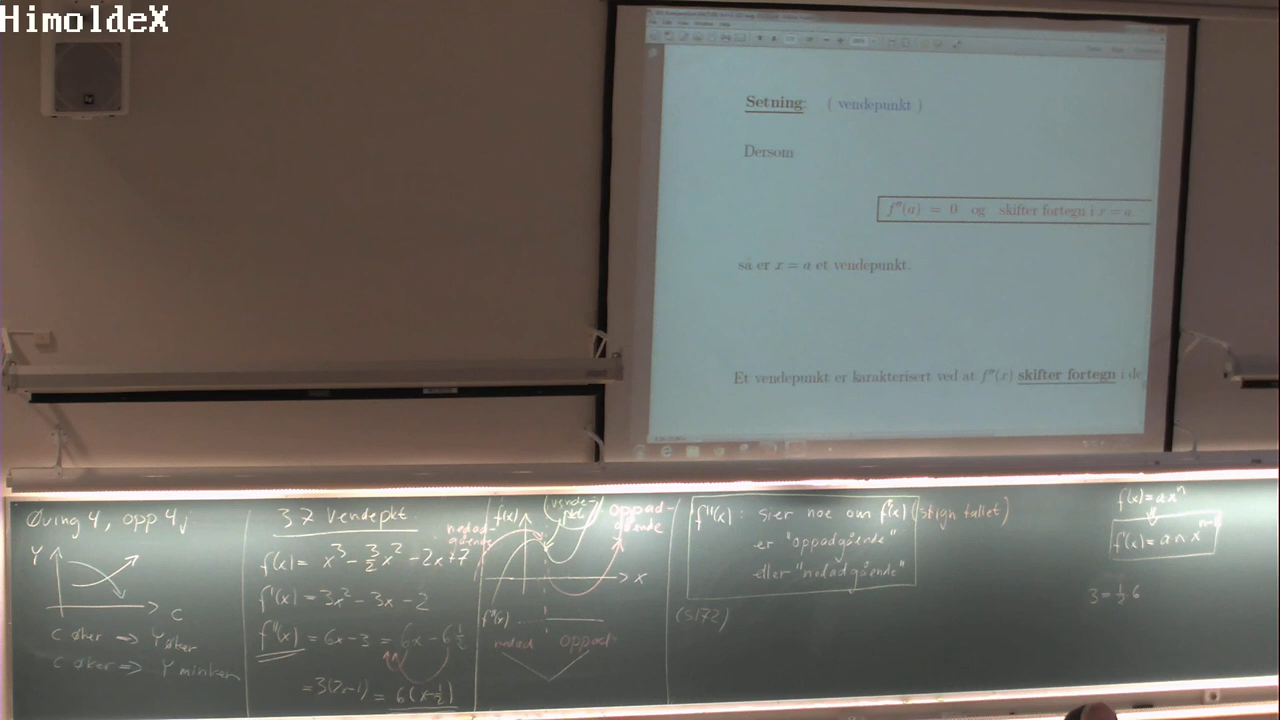 HimoldeX
Setning: ( vendepunkt )
Dersom
f''(a) = 0 og skifter fortegn i x = a
så er x = a et vendepunkt.
Et vendepunkt er karakterisert ved at f''(x) skifter fortegn i de
Øving 4, opp 4
Y
C
C øker => Y øker
C øker => Y minker
3.7 Vendepkt.
f(x) = x³ - 3/2 x² - 2x + 7
f'(x) = 3x² - 3x - 2
f''(x) = 6x - 3 = 6x - 6 1/2
= 3(2x-1) = 6(x-1/2)
nedad-
gående
f(x)
(vende-
pkt)
oppad-
gående
x
f''(x)
nedad oppad
f''(x): sier noe om f(x) (stign tallet)
er "oppadgående"
eller "nedadgående"
(S172)
f(x) = a xⁿ
f'(x) = a n xⁿ⁻¹
3 = 1/2 · 6